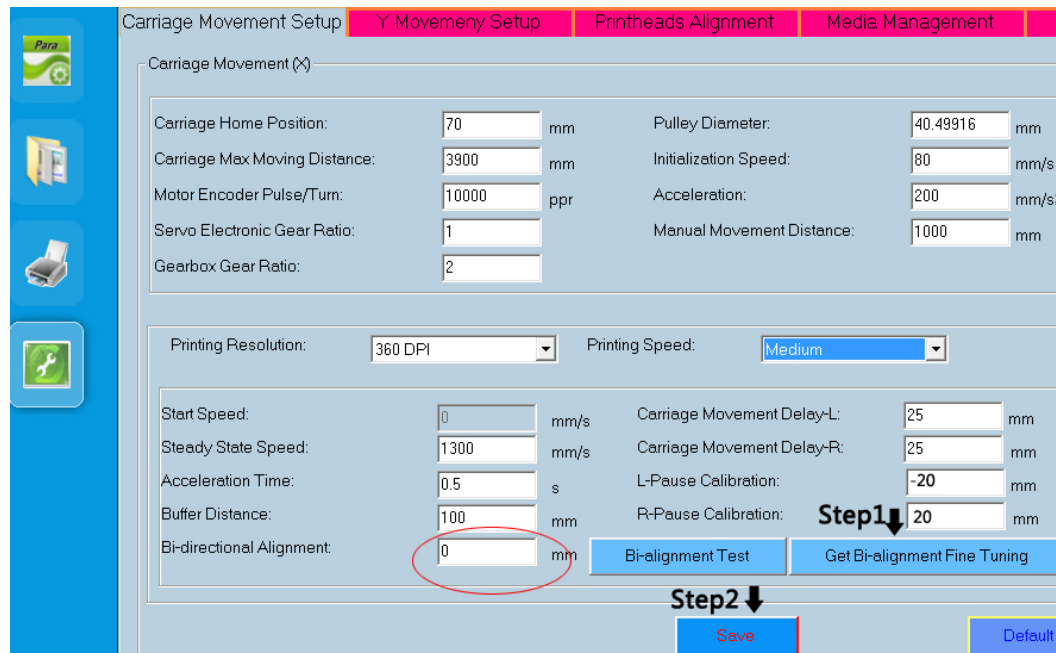 Carriage Movement Setup Y Movemeny Setup Printheads Alignment Media Management
Para
Carriage Movement (X)
Carriage Home Position: 70 mm Pulley Diameter: 40.49916 mm
Carriage Max Moving Distance: 3900 mm Initialization Speed: 80 mm/s
Motor Encoder Pulse/Turn: 10000 ppr Acceleration: 200 mm/s
Servo Electronic Gear Ratio: 1 Manual Movement Distance: 1000 mm
Gearbox Gear Ratio: 2
Printing Resolution: 360 DPI Printing Speed: Medium
Start Speed: 0 mm/s Carriage Movement Delay-L: 25 mm
Steady State Speed: 1300 mm/s Carriage Movement Delay-R: 25 mm
Acceleration Time: 0.5 s L-Pause Calibration: -20 mm
Buffer Distance: 100 mm R-Pause Calibration: Step1 20 mm
Bi-directional Alignment: 0 mm Bi-alignment Test Get Bi-alignment Fine Tuning
Step2
Save Default